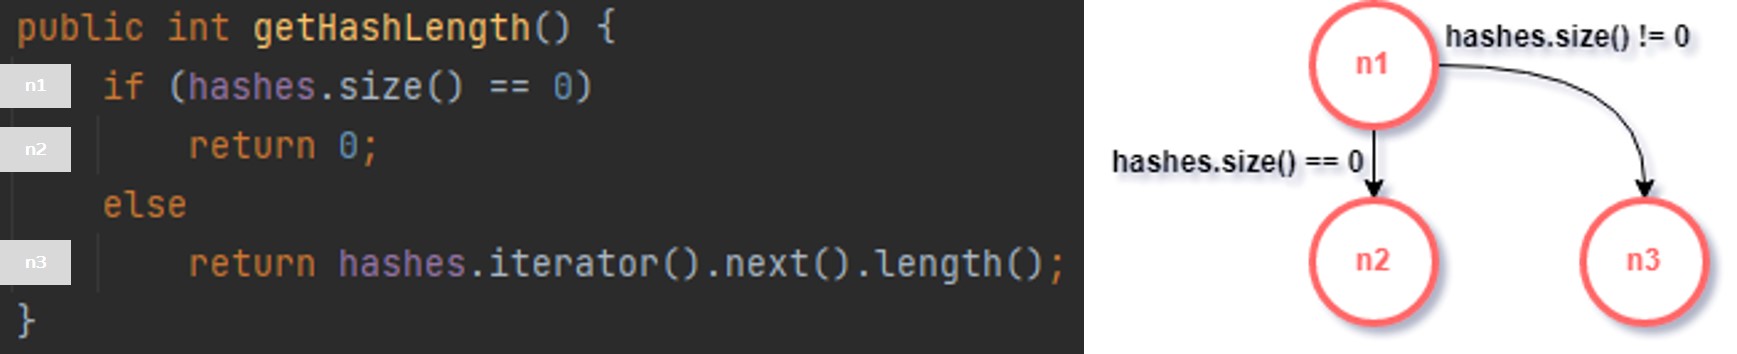 public int getHashLength() {
n1 if (hashes.size() == 0)
n2 return 0;
else
n3 return hashes.iterator().next().length();
}
n1
hashes.size() != 0
hashes.size() == 0
n2
n3